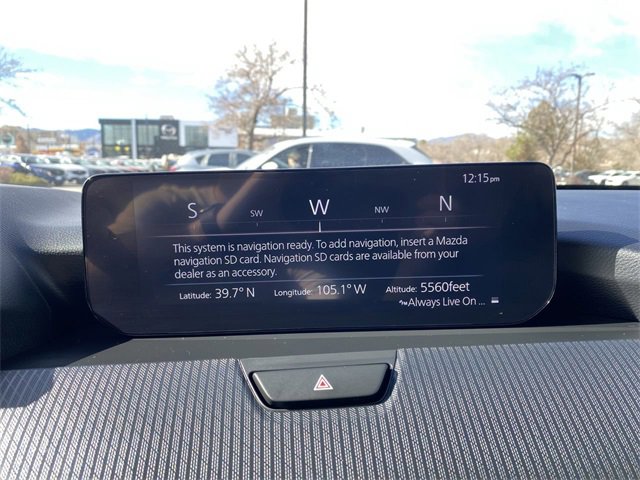 12:15pm
S SW W NW N
This system is navigation ready. To add navigation, insert a Mazda
navigation SD card. Navigation SD cards are available from your
dealer as an accessory.
Latitude: 39.7° N Longitude: 105.1° W Altitude: 5560feet
Always Live On ...